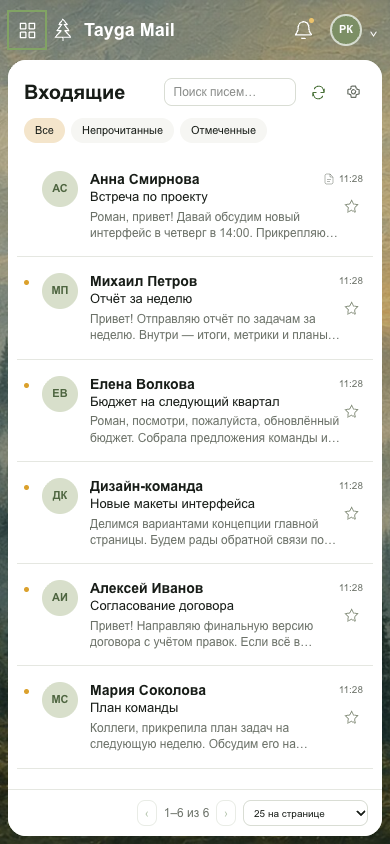 Tayga Mail
РК
Входящие
Поиск писем…
Все
Непрочитанные
Отмеченные
АС
Анна Смирнова
11:28
Встреча по проекту
Роман, привет! Давай обсудим новый
интерфейс в четверг в 14:00. Прикрепляю…
МП
Михаил Петров
11:28
Отчёт за неделю
Привет! Отправляю отчёт по задачам за
неделю. Внутри — итоги, метрики и планы…
ЕВ
Елена Волкова
11:28
Бюджет на следующий квартал
Роман, посмотри, пожалуйста, обновлённый
бюджет. Собрала предложения команды и…
ДК
Дизайн-команда
11:28
Новые макеты интерфейса
Делимся вариантами концепции главной
страницы. Будем рады обратной связи по…
АИ
Алексей Иванов
11:28
Согласование договора
Привет! Направляю финальную версию
договора с учётом правок. Если всё в…
МС
Мария Соколова
11:28
План команды
Коллеги, прикрепила план задач на
следующую неделю. Обсудим его на…
‹ 1–6 из 6 ›
25 на странице